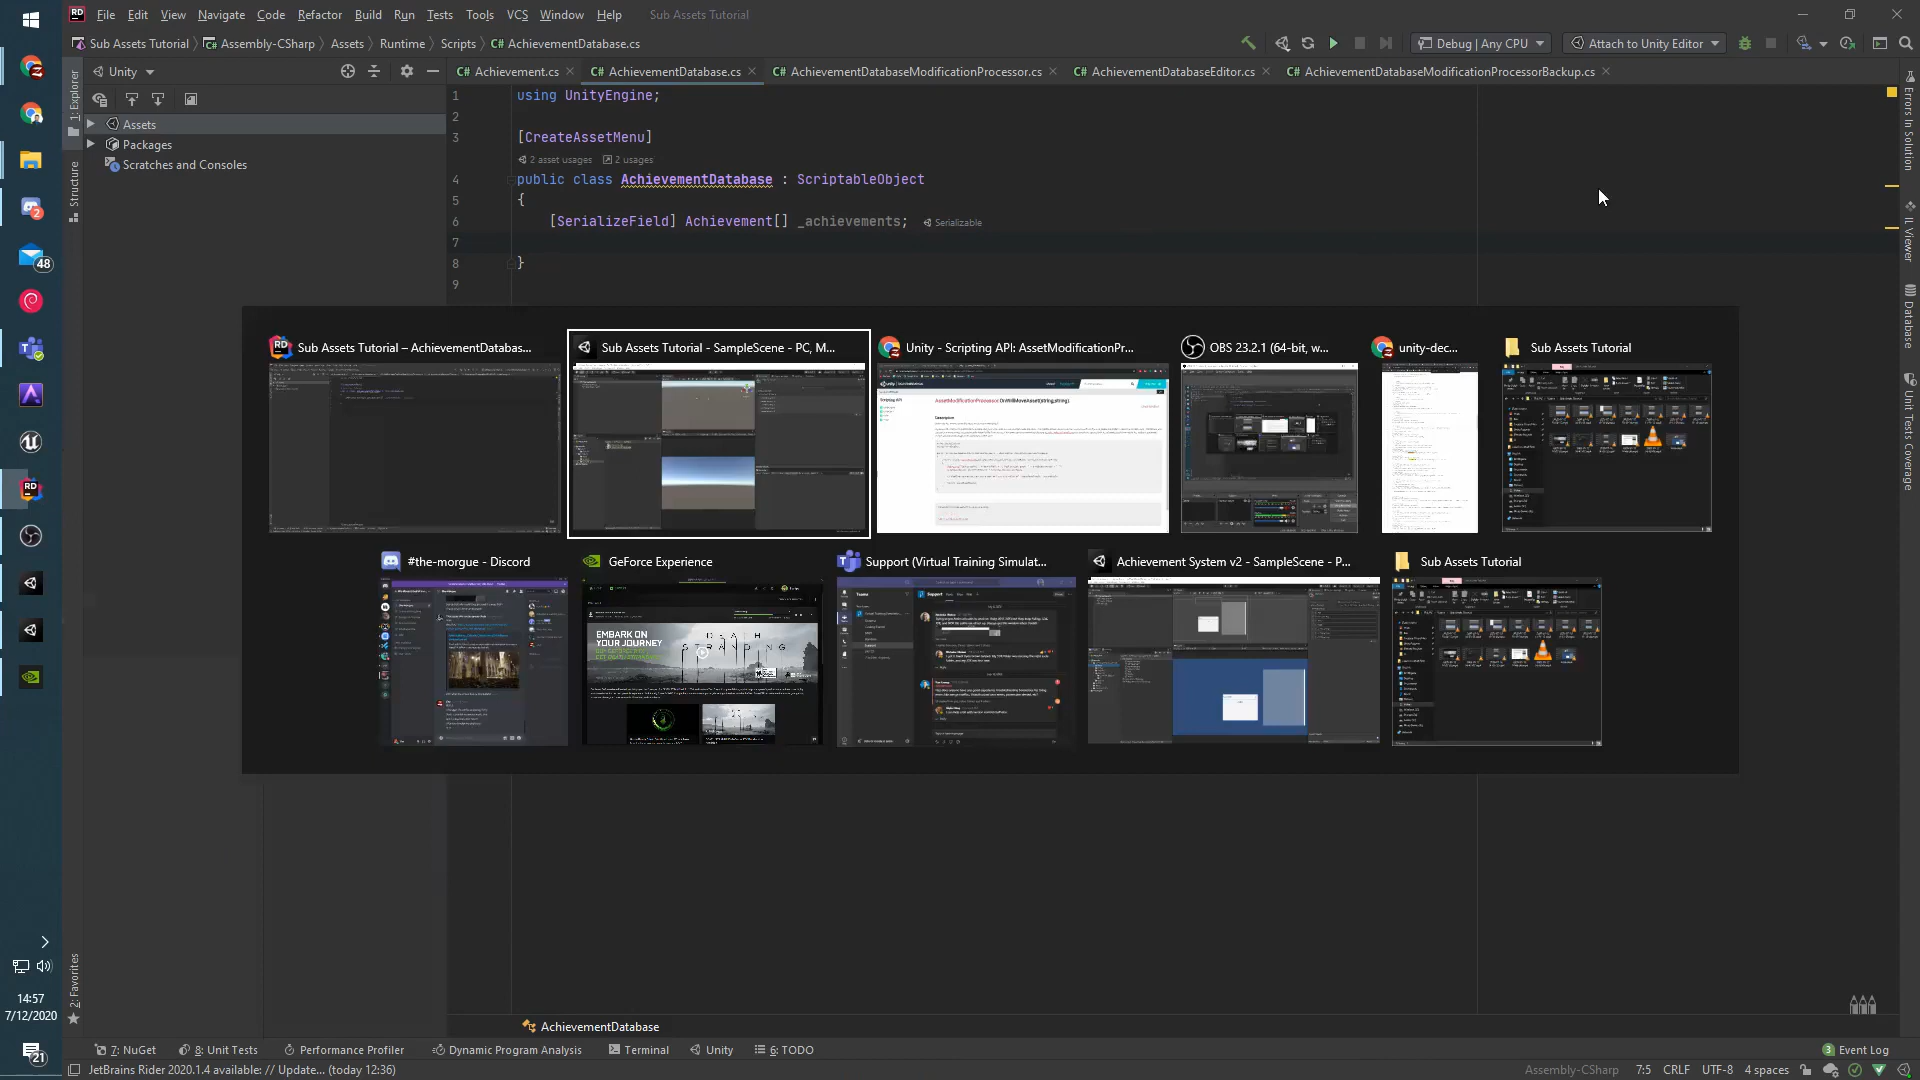 File Edit View Navigate Code Refactor Build Run Tests Tools VCS Window Help Sub Assets Tutorial
Sub Assets Tutorial Assembly-CSharp Assets Runtime Scripts C# AchievementDatabase.cs
Debug | Any CPU Attach to Unity Editor
Unity
C# Achievement.cs C# AchievementDatabase.cs C# AchievementDatabaseModificationProcessor.cs C# AchievementDatabaseEditor.cs C# AchievementDatabaseModificationProcessorBackup.cs
1: Explorer
Structure
2: Favorites
Assets
Packages
Scratches and Consoles
1 using UnityEngine;
2
3 [CreateAssetMenu]
2 asset usages 2 usages
4 public class AchievementDatabase : ScriptableObject
5 {
6 [SerializeField] Achievement[] _achievements; Serializable
7
8 }
9
Errors In Solution
IL Viewer
Database
Unit Tests Coverage
Sub Assets Tutorial – AchievementDatabas...
Sub Assets Tutorial - SampleScene - PC, M...
Unity - Scripting API: AssetModificationPr...
OBS 23.2.1 (64-bit, w...
unity-dec...
Sub Assets Tutorial
#the-morgue - Discord
GeForce Experience
Support (Virtual Training Simulat...
Achievement System v2 - SampleScene - P...
Sub Assets Tutorial
EMBARK ON
YOUR JOURNEY
2
48
14:57
7/12/2020
21
AchievementDatabase
7: NuGet 8: Unit Tests Performance Profiler Dynamic Program Analysis Terminal Unity 6: TODO 3 Event Log
JetBrains Rider 2020.1.4 available: // Update... (today 12:36) Assembly-CSharp 7:5 CRLF UTF-8 4 spaces